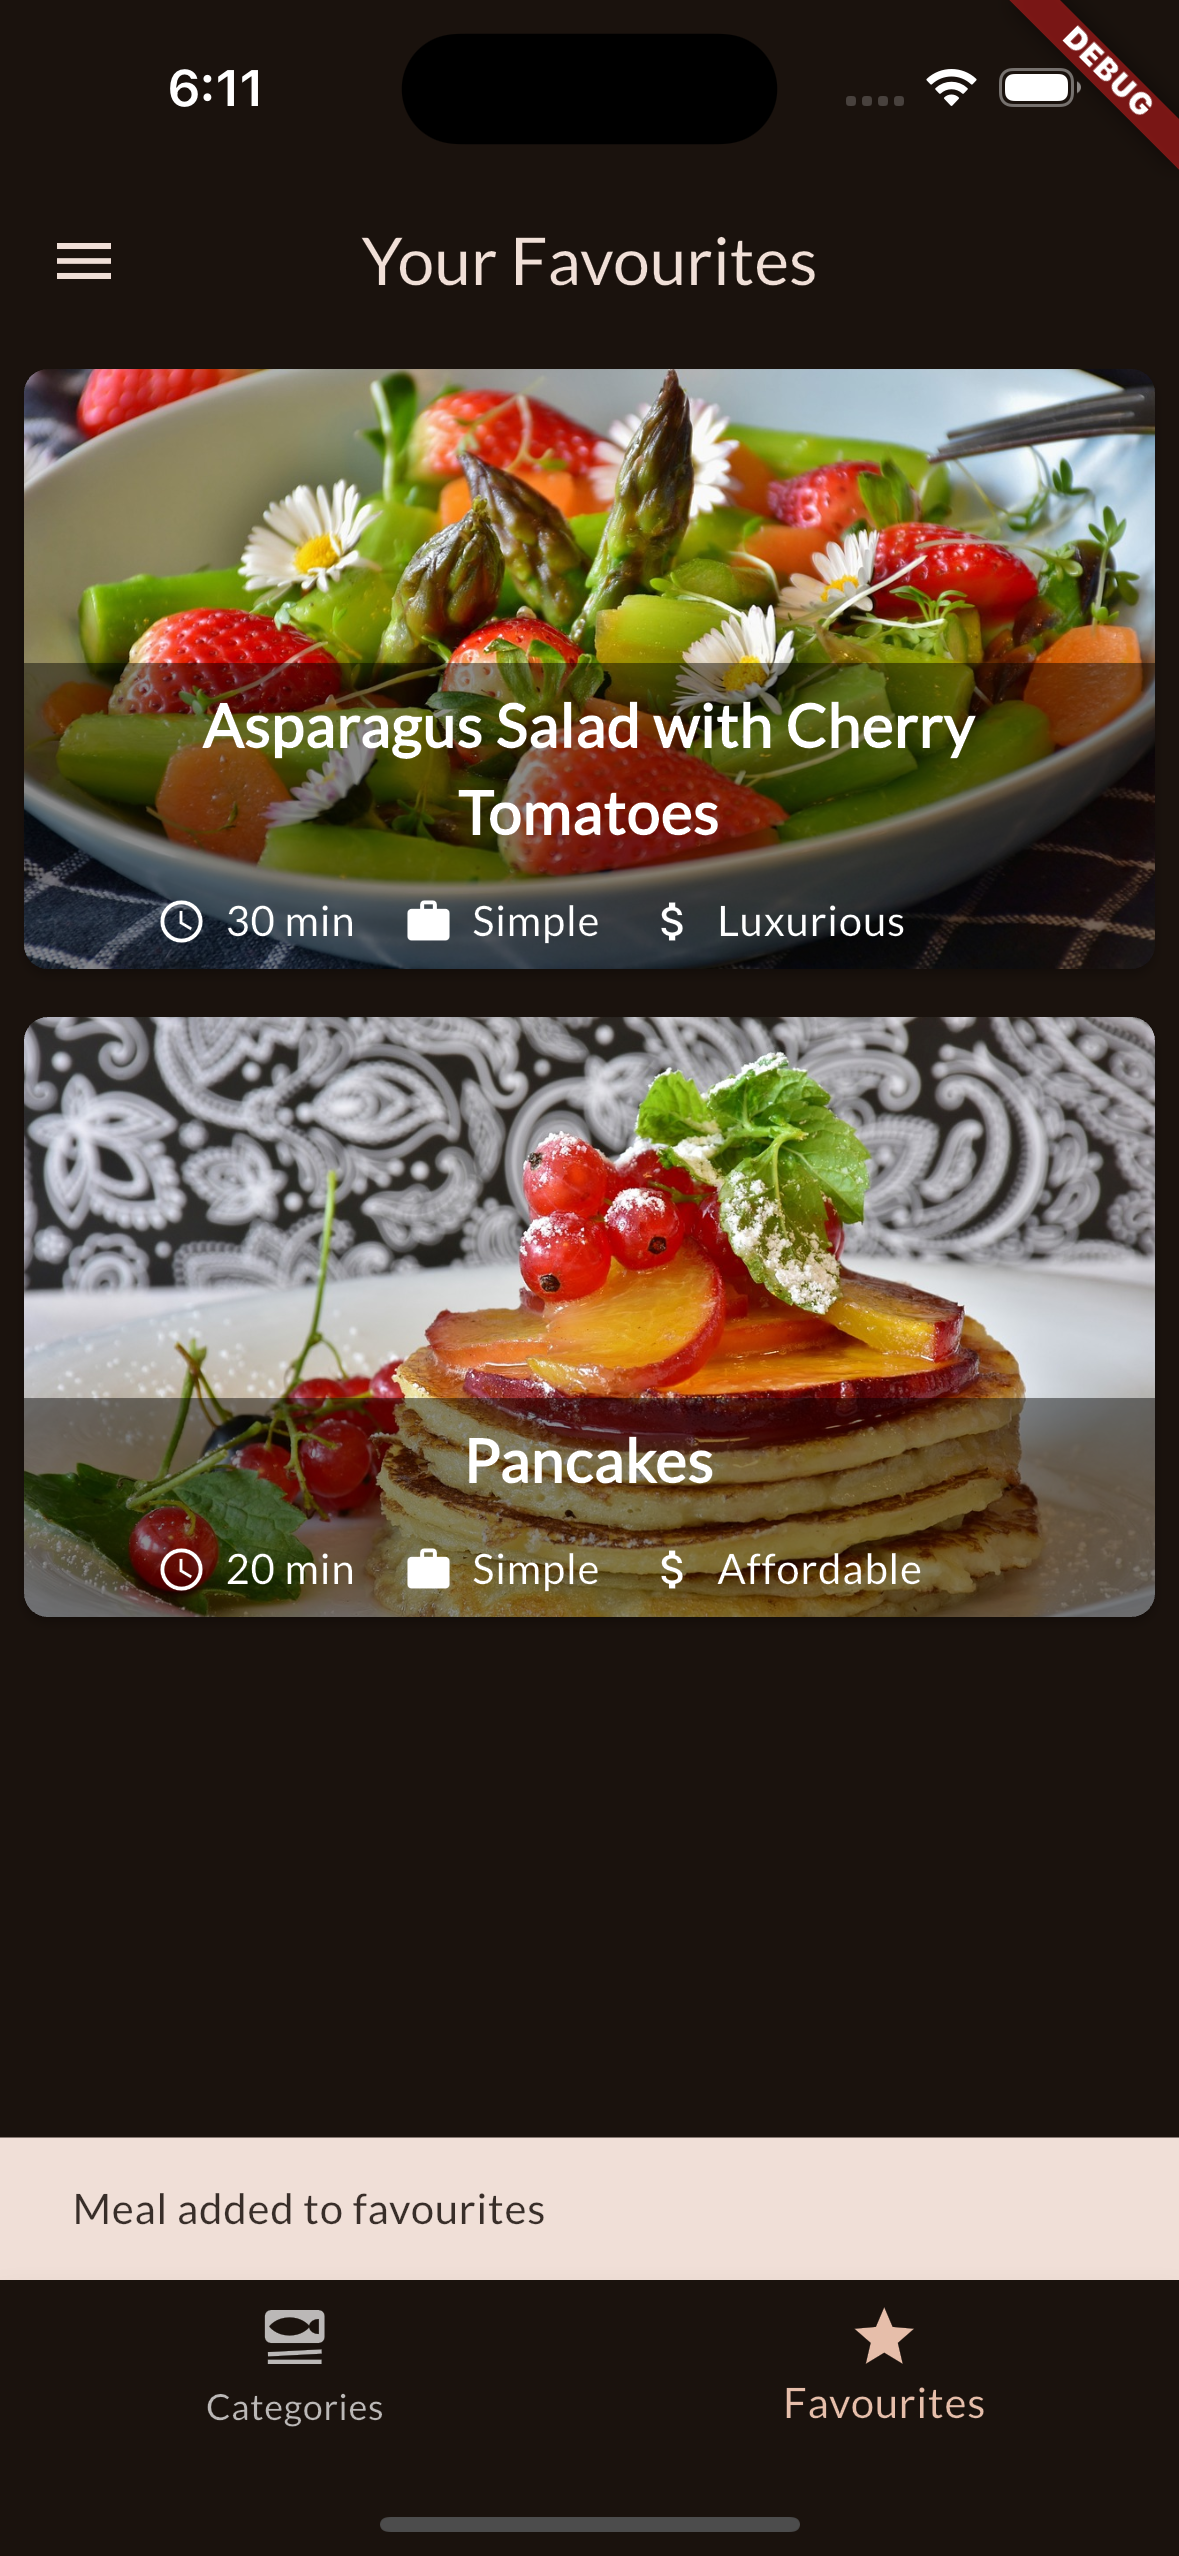 6:11
DEBUG
Your Favourites
Asparagus Salad with Cherry
Tomatoes
30 min Simple $ Luxurious
Pancakes
20 min Simple $ Affordable
Meal added to favourites
Categories Favourites